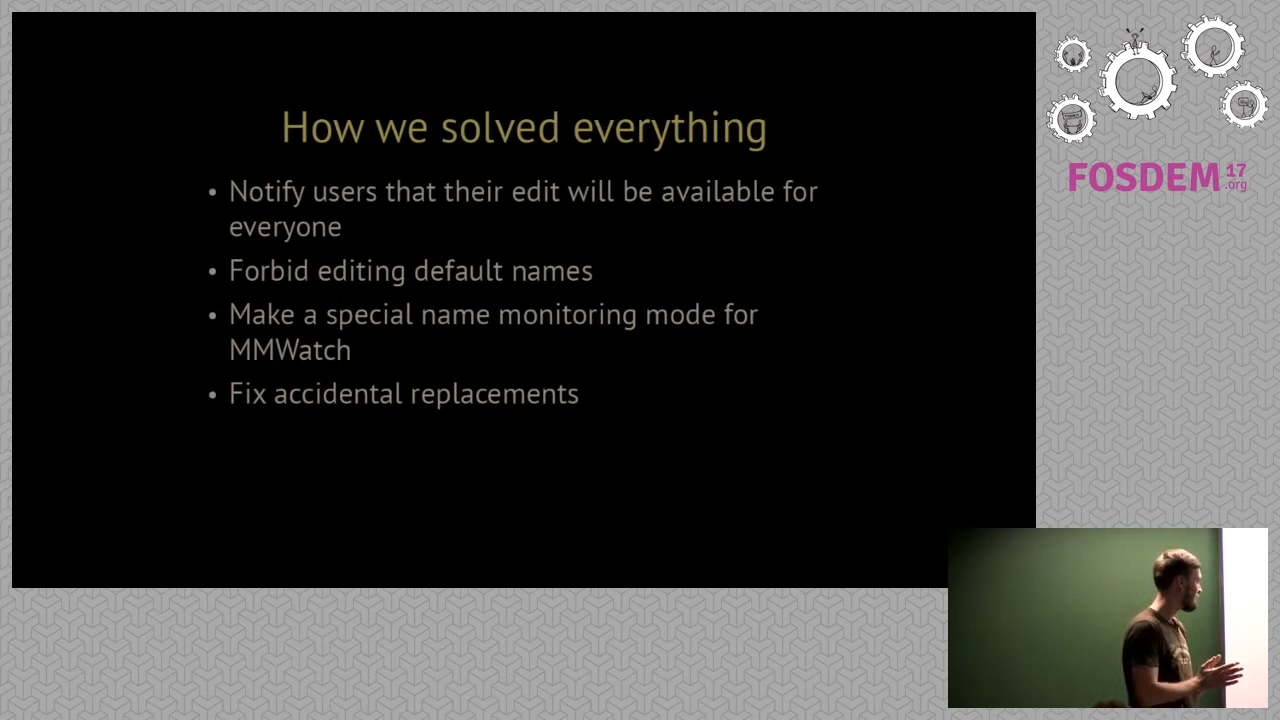 How we solved everything
• Notify users that their edit will be available for
everyone
• Forbid editing default names
• Make a special name monitoring mode for
MMWatch
• Fix accidental replacements
FOSDEM 17
.org